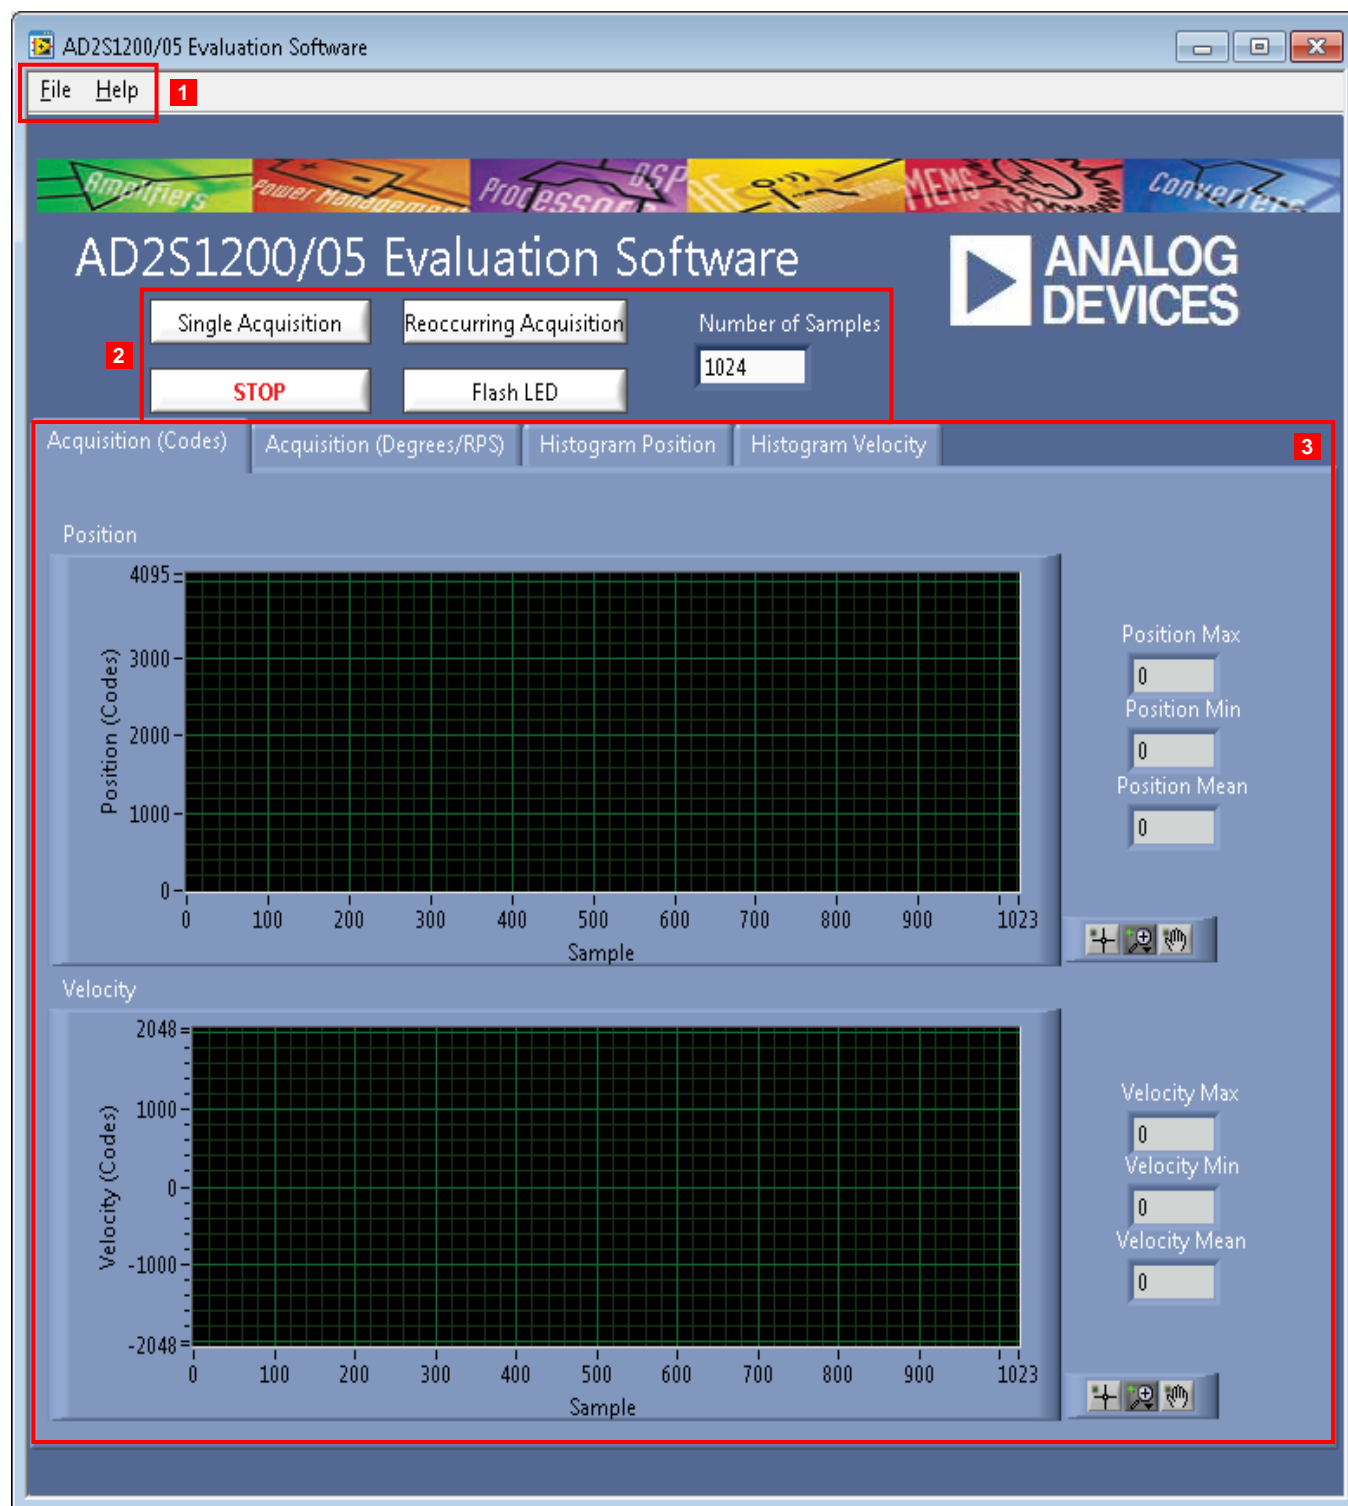 AD2S1200/05 Evaluation Software
File Help 1
Amplifiers Power Management Processors DSP RF MEMS Converters
AD2S1200/05 Evaluation Software
ANALOG
DEVICES
Single Acquisition Reoccurring Acquisition Number of Samples
2
1024
STOP Flash LED
Acquisition (Codes) Acquisition (Degrees/RPS) Histogram Position Histogram Velocity 3
Position
4095
3000
2000
1000
0
Position (Codes)
0 100 200 300 400 500 600 700 800 900 1023
Sample
Position Max
0
Position Min
0
Position Mean
0
Velocity
2048
1000
0
-1000
-2048
Velocity (Codes)
0 100 200 300 400 500 600 700 800 900 1023
Sample
Velocity Max
0
Velocity Min
0
Velocity Mean
0